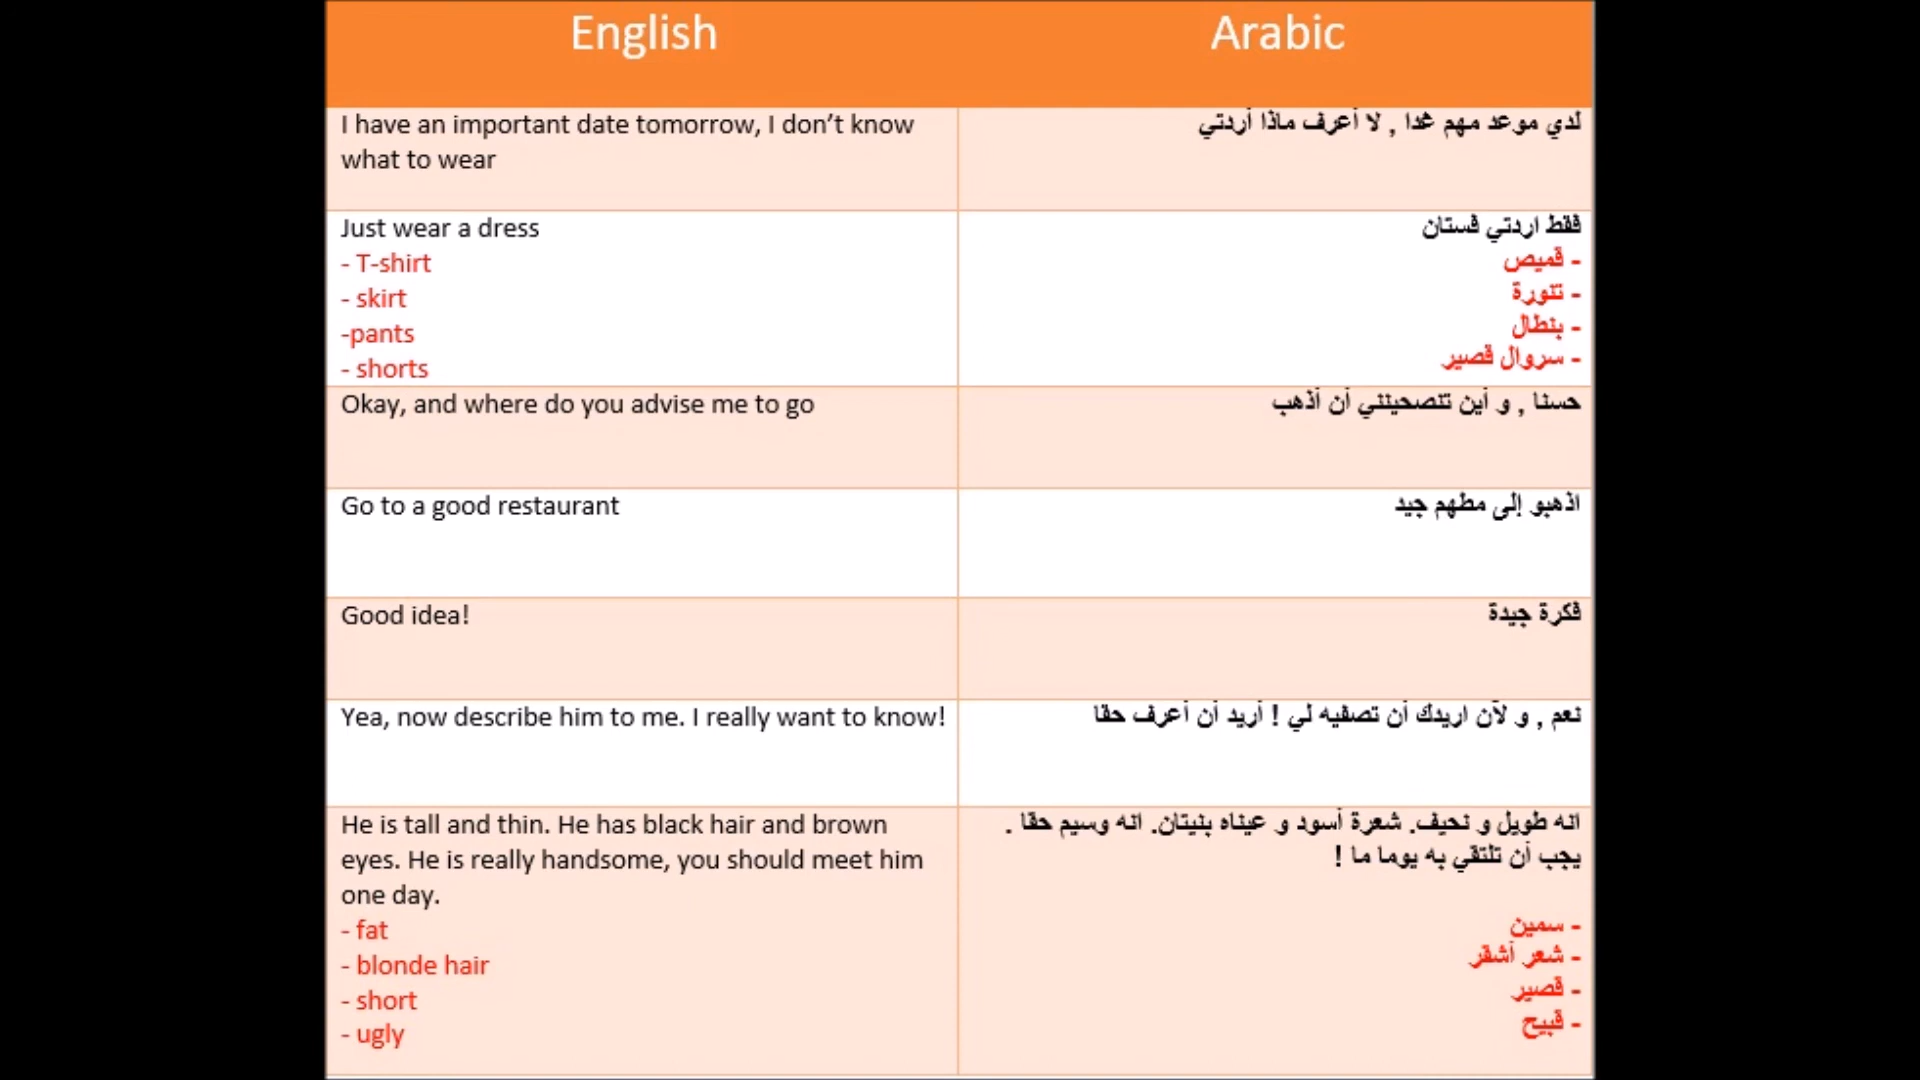 English
Arabic
I have an important date tomorrow, I don’t know
what to wear
لدي موعد مهم غدا , لا أعرف ماذا أردتي
Just wear a dress
- T-shirt
- skirt
-pants
- shorts
فقط اردتي فستان
- قميص
- تنورة
- بنطال
- سروال قصير
Okay, and where do you advise me to go
حسنا , و أين تنصحينني أن أذهب
Go to a good restaurant
اذهبو إلى مطهم جيد
Good idea!
فكرة جيدة
Yea, now describe him to me. I really want to know!
نعم , و لآن اريدك أن تصفيه لي ! أريد أن أعرف حقا
He is tall and thin. He has black hair and brown
eyes. He is really handsome, you should meet him
one day.
- fat
- blonde hair
- short
- ugly
انه طويل و نحيف. شعرة أسود و عيناه بنيتان. انه وسيم حقا .
يجب أن تلتقي به يوما ما !
- سمين
- شعر أشقر
- قصير
- قبيح